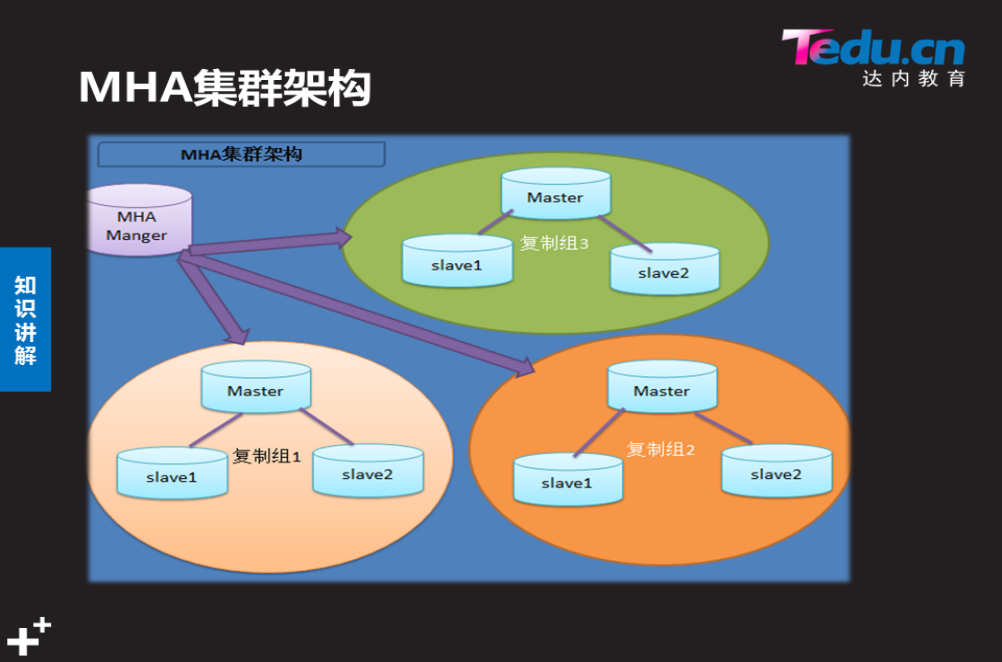 Tedu.cn
达内教育
MHA集群架构
MHA集群架构
MHA
Manger
Master
复制组3
slave1
slave2
知识讲解
Master
复制组1
slave1
slave2
Master
复制组2
slave1
slave2